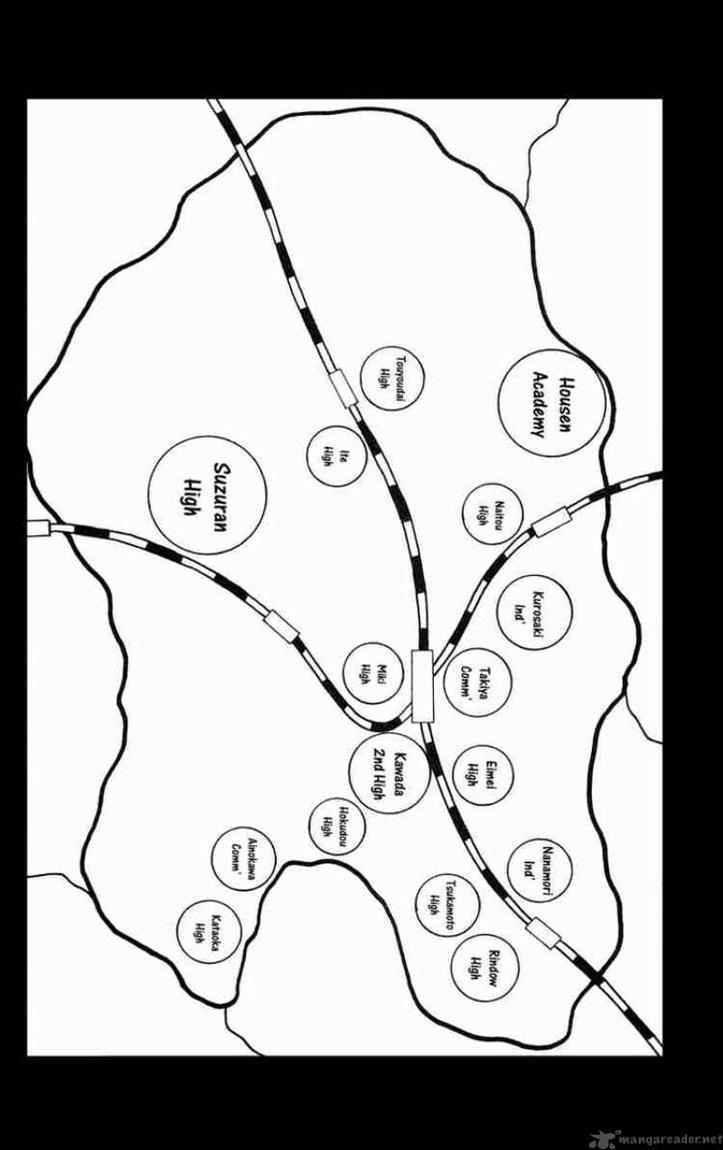 Housen
Academy
Touyoudai
High
Ite
High
Suzuran
High
Naitou
High
Kurosaki
Ind'
Takiya
Comm'
Miki
High
Eimei
High
Kawada
2nd High
Hokudou
High
Ainokawa
Comm'
Nanamori
Ind'
Tsukamoto
High
Kataoka
High
Rindow
High
mangareader.net